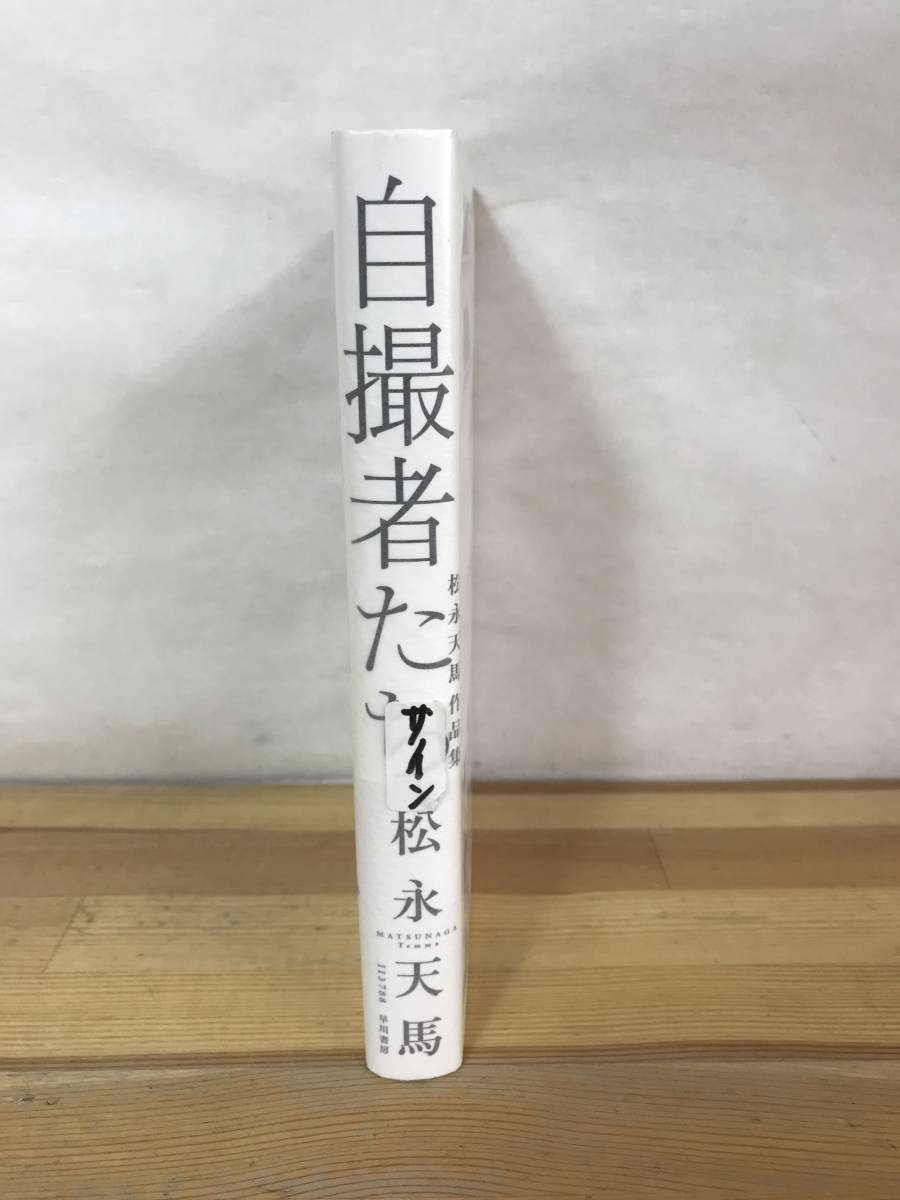 自撮者た
松永天馬作品集
サイン
松永天馬
MATSUNAGA
Temma
113788
早川書房